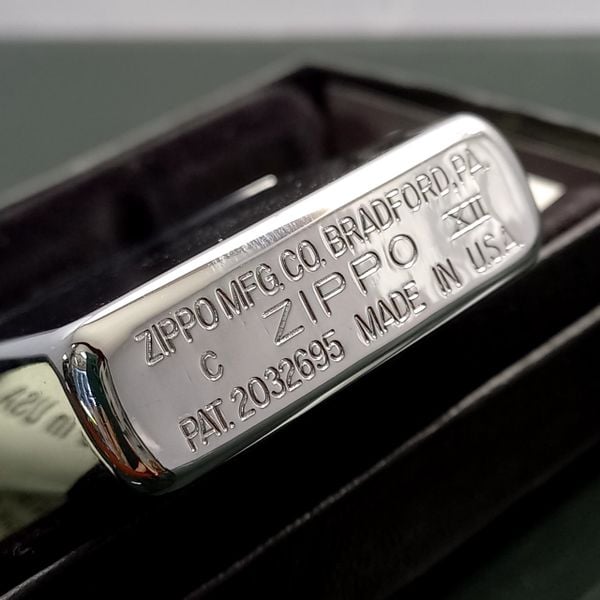 ZIPPO MFG. CO. BRADFORD, PA.
C ZIPPO XII
PAT. 2032695 MADE IN U.S.A.